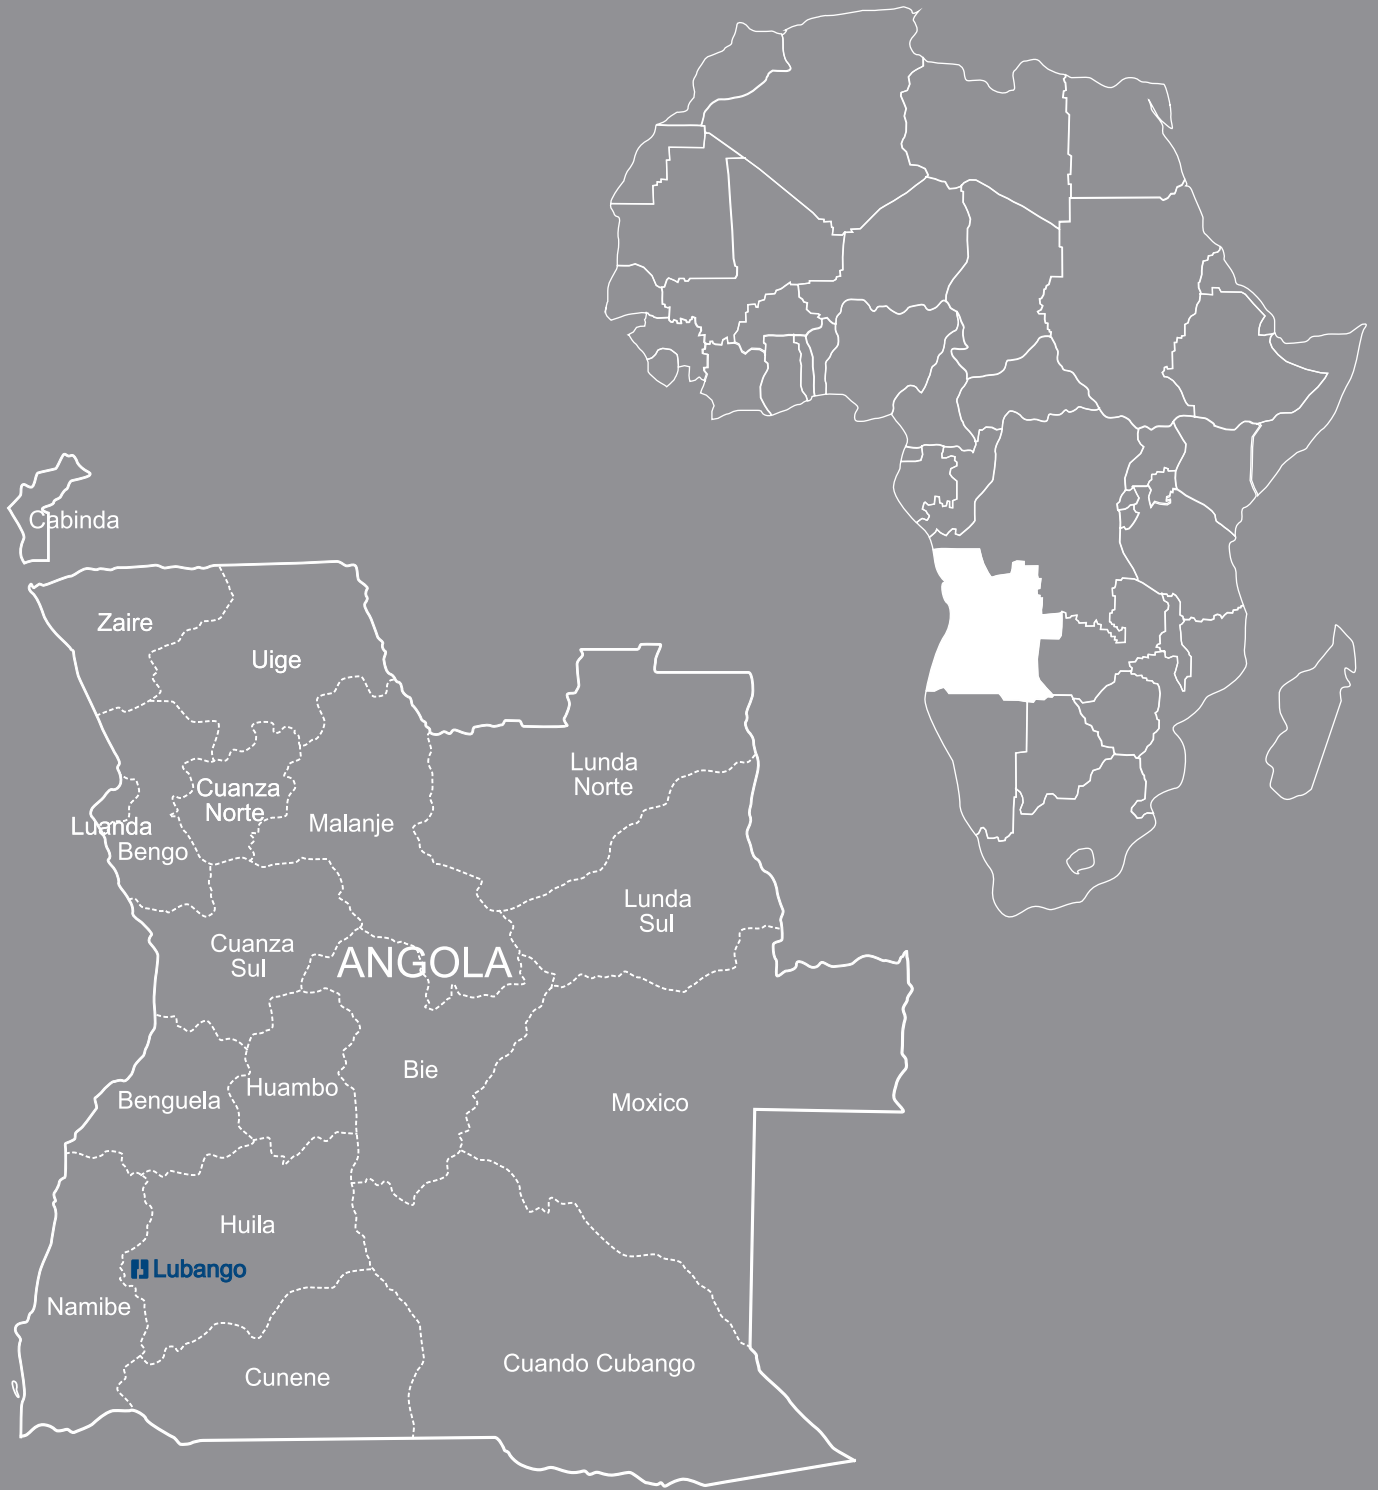 Cabinda
Zaire
Uige
Lunda
Norte
Cuanza
Norte
Malanje
Luanda
Bengo
Lunda
Sul
Cuanza
Sul
ANGOLA
Bie
Huambo
Benguela
Moxico
Huila
Lubango
Namibe
Cuando Cubango
Cunene